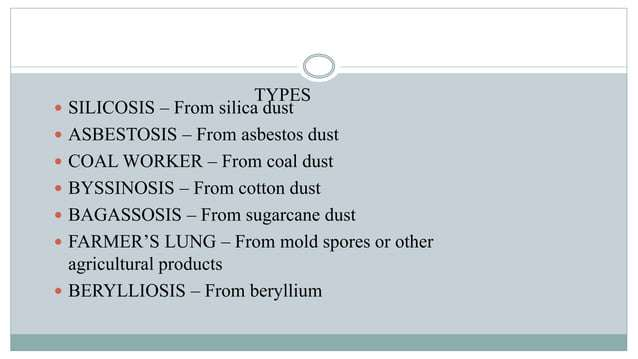 TYPES
SILICOSIS – From silica dust
ASBESTOSIS – From asbestos dust
COAL WORKER – From coal dust
BYSSINOSIS – From cotton dust
BAGASSOSIS – From sugarcane dust
FARMER’S LUNG – From mold spores or other
agricultural products
BERYLLIOSIS – From beryllium